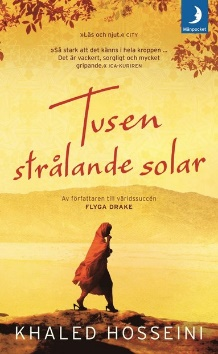 »Läs och njut.« CITY
Månpocket
»Så stark att det känns i hela kroppen ...
Det är vackert, sorgligt och mycket
gripande.« ICA-KURIREN
Tusen
strålande solar
Av författaren till världssuccén
FLYGA DRAKE
KHALED HOSSEINI